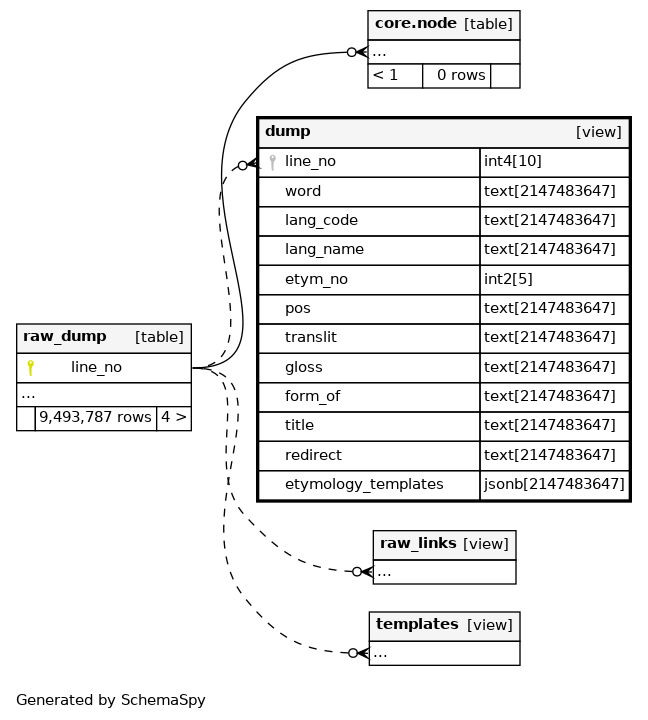 core.node [table]
...
< 1 0 rows
dump [view]
line_no int4[10]
word text[2147483647]
lang_code text[2147483647]
lang_name text[2147483647]
etym_no int2[5]
pos text[2147483647]
translit text[2147483647]
gloss text[2147483647]
form_of text[2147483647]
title text[2147483647]
redirect text[2147483647]
etymology_templates jsonb[2147483647]
raw_dump [table]
line_no
...
9,493,787 rows 4 >
raw_links [view]
...
templates [view]
...
Generated by SchemaSpy